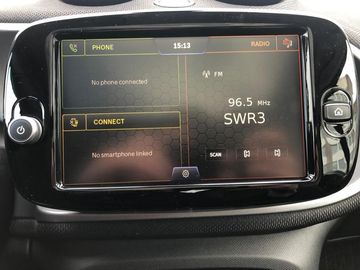 PHONE
15:13
RADIO
No phone connected
FM
96.5 MHz
SWR3
CONNECT
No smartphone linked
SCAN